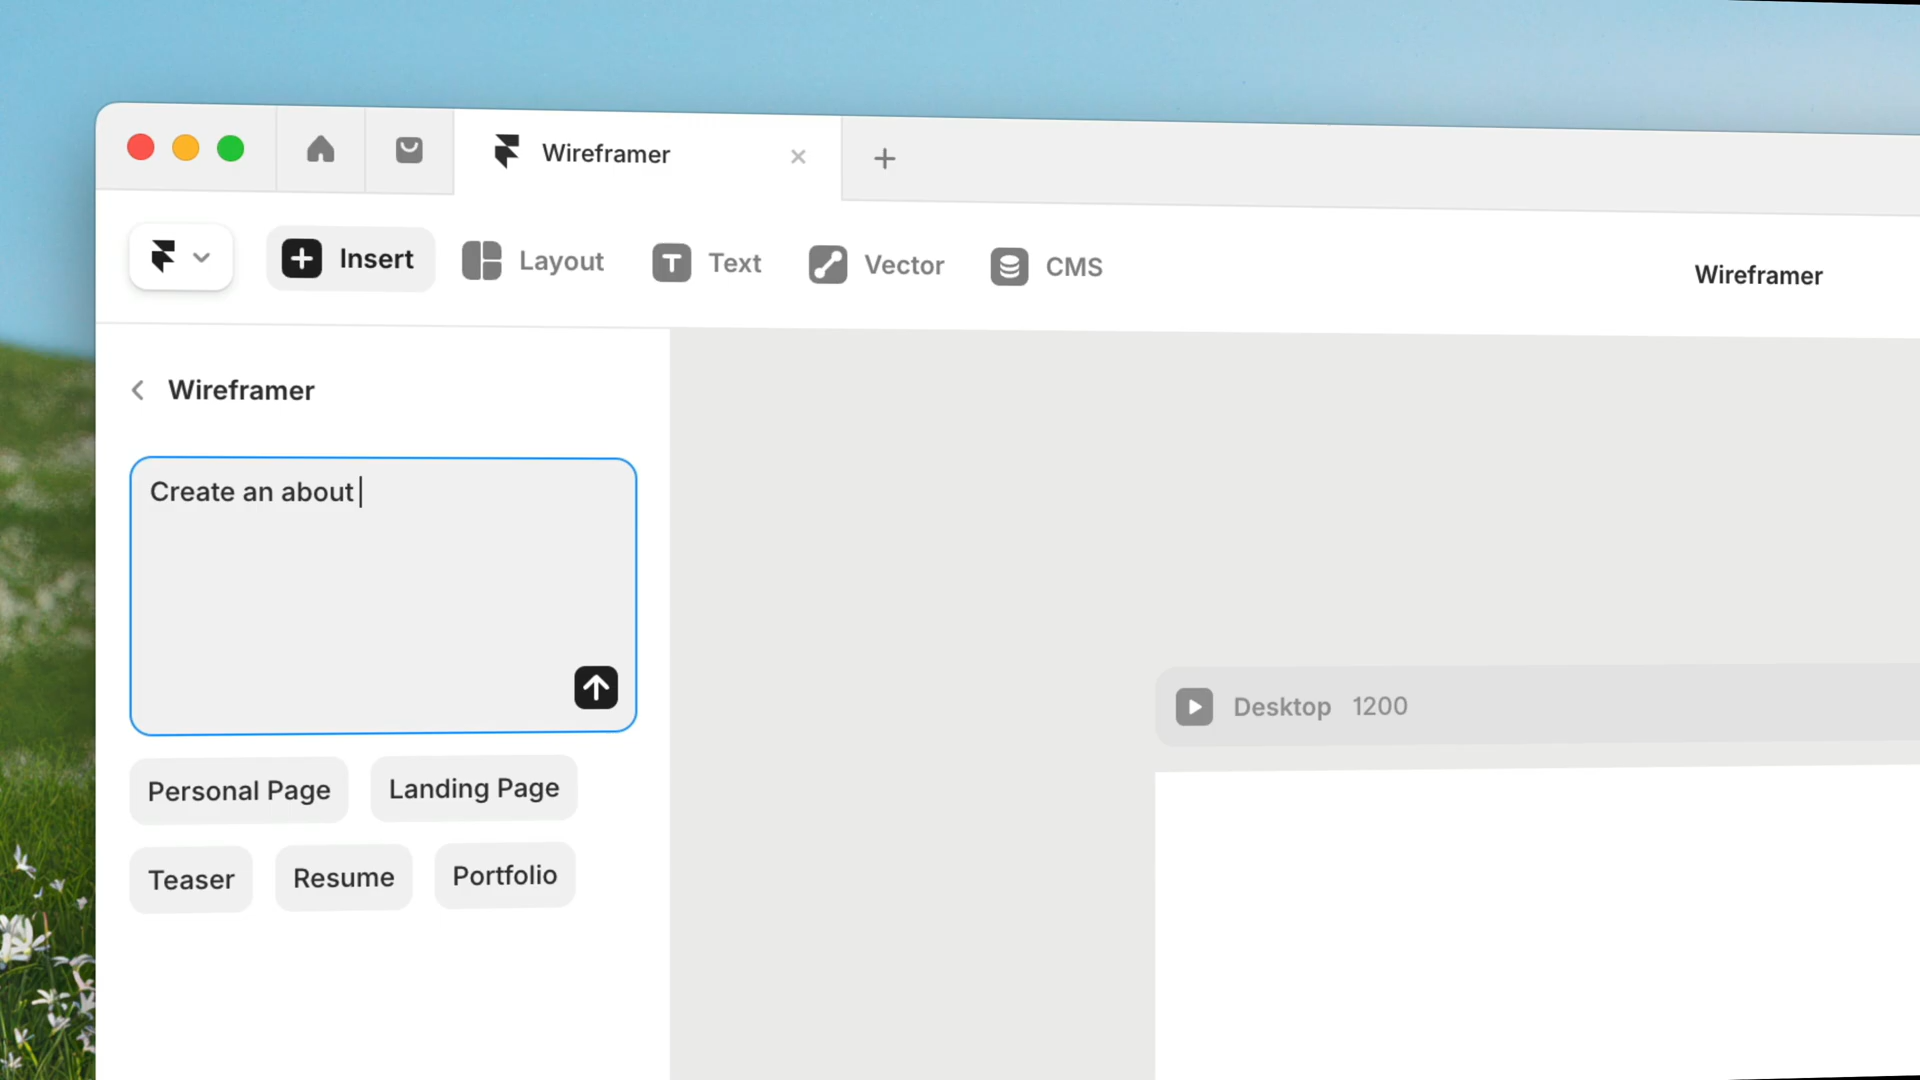 Wireframer
Insert
Layout
Text
Vector
CMS
Wireframer
Wireframer
Create an about
Desktop 1200
Personal Page
Landing Page
Teaser
Resume
Portfolio